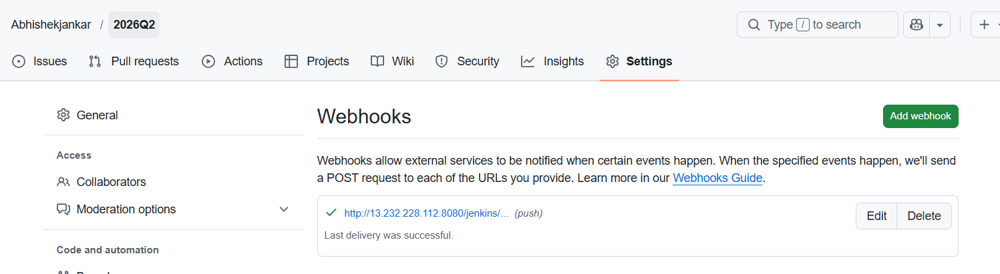 Abhishekjankar / 2026Q2
Type / to search
Issues
Pull requests
Actions
Projects
Wiki
Security
Insights
Settings
General
Access
Collaborators
Moderation options
Code and automation
Webhooks
Add webhook
Webhooks allow external services to be notified when certain events happen. When the specified events happen, we'll send
a POST request to each of the URLs you provide. Learn more in our Webhooks Guide.
http://13.232.228.112:8080/jenkins/… (push)
Edit
Delete
Last delivery was successful.